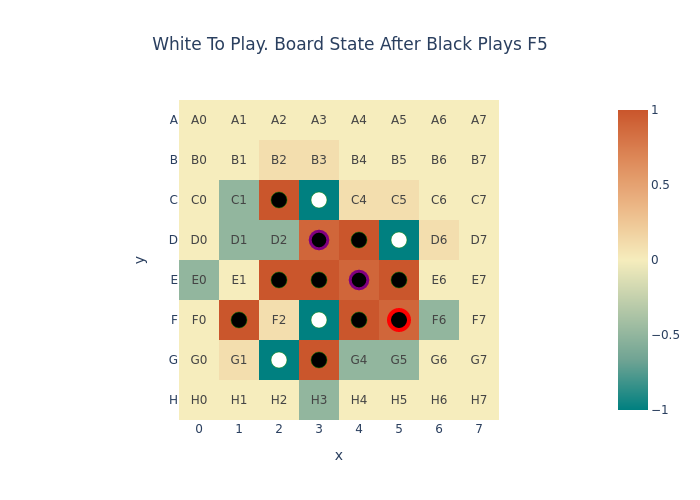 White To Play. Board State After Black Plays F5
A A0 A1 A2 A3 A4 A5 A6 A7
B B0 B1 B2 B3 B4 B5 B6 B7
C C0 C1 C4 C5 C6 C7
D D0 D1 D2 D6 D7
E E0 E1 E6 E7
F F0 F2 F6 F7
G G0 G1 G4 G5 G6 G7
H H0 H1 H2 H3 H4 H5 H6 H7
0 1 2 3 4 5 6 7
x
y
1
0.5
0
−0.5
−1